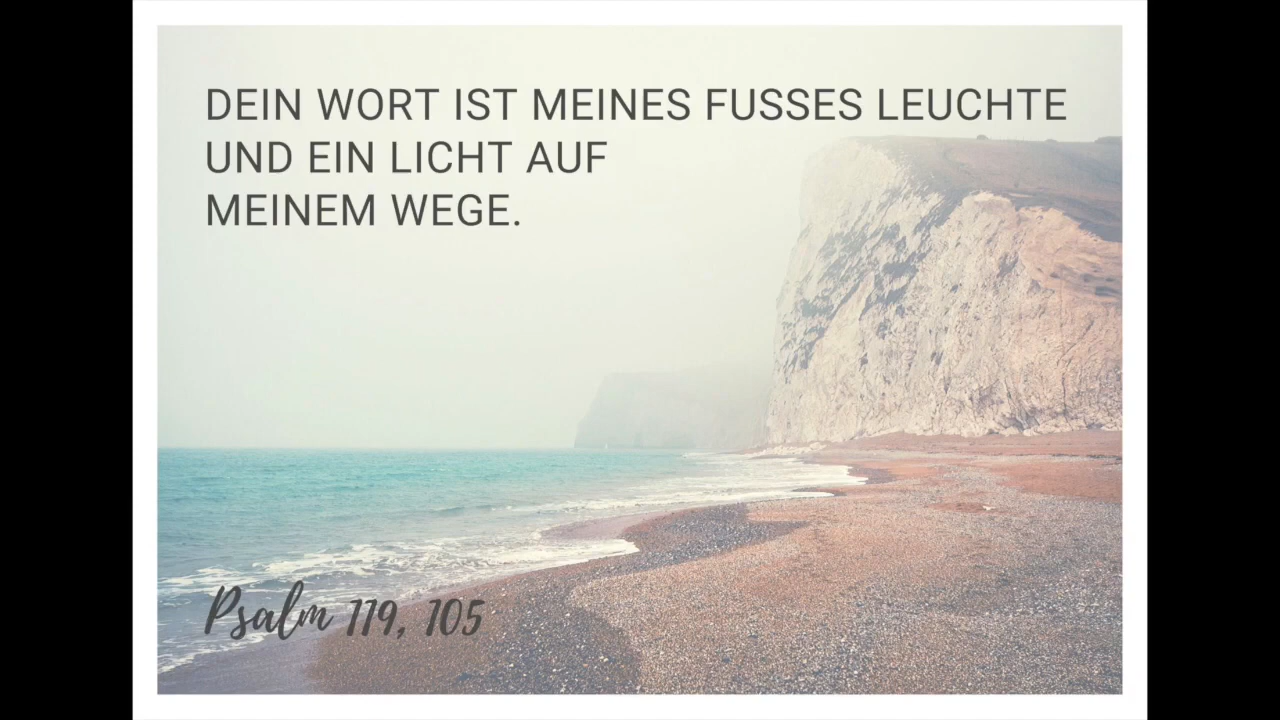 DEIN WORT IST MEINES FUSSES LEUCHTE
UND EIN LICHT AUF
MEINEM WEGE.
Psalm 119, 105